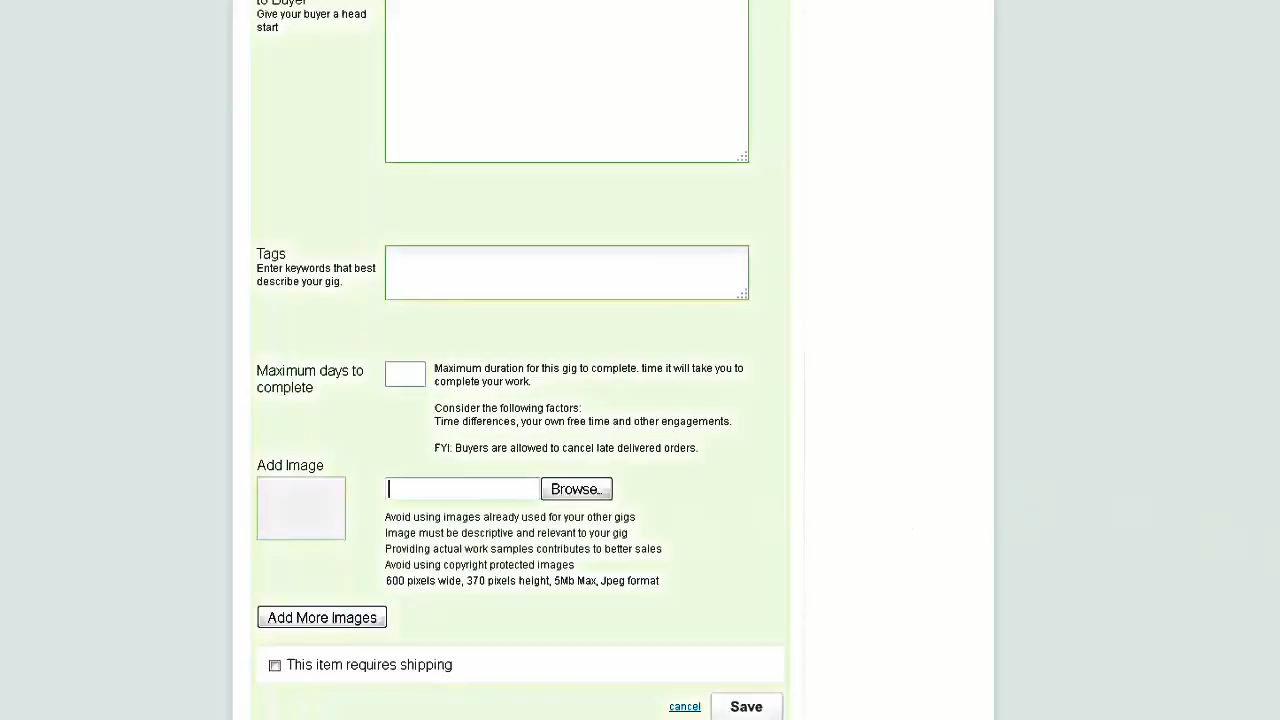 to Buyer
Give your buyer a head
start
Tags
Enter keywords that best
describe your gig.
Maximum days to
complete
Maximum duration for this gig to complete. time it will take you to
complete your work.
Consider the following factors:
Time differences, your own free time and other engagements.
FYI: Buyers are allowed to cancel late delivered orders.
Add Image
Browse..
Avoid using images already used for your other gigs
Image must be descriptive and relevant to your gig
Providing actual work samples contributes to better sales
Avoid using copyright protected images
600 pixels wide, 370 pixels height, 5Mb Max, Jpeg format
Add More Images
This item requires shipping
cancel
Save